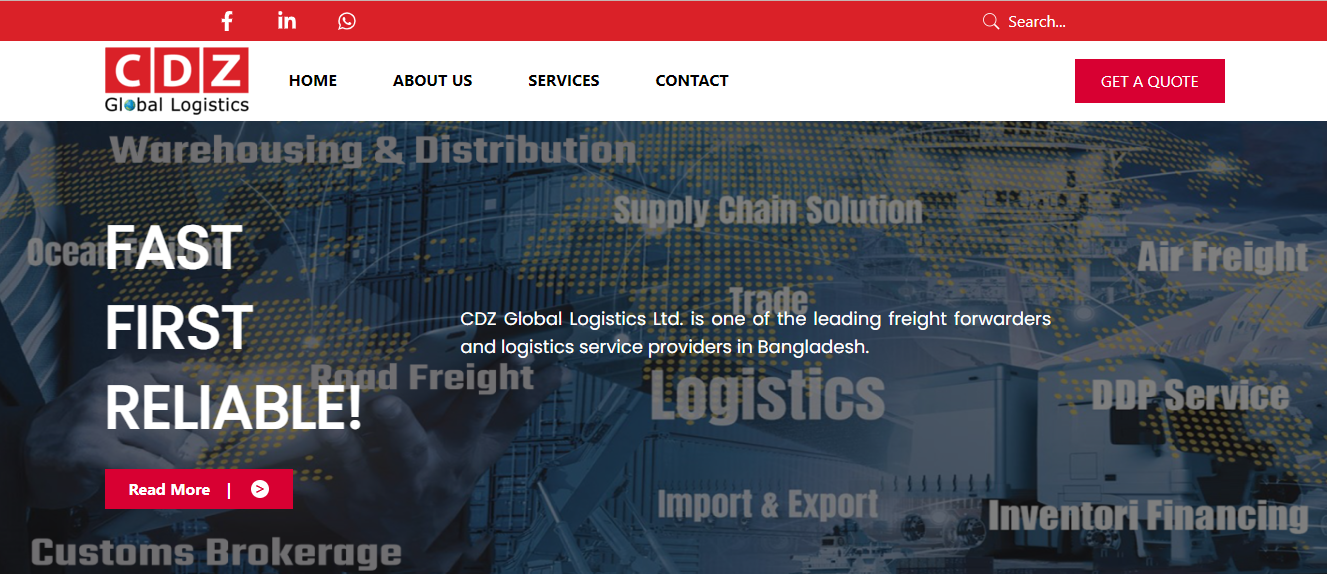 Search...
CDZ
Global Logistics
HOME
ABOUT US
SERVICES
CONTACT
GET A QUOTE
Warehousing & Distribution
Supply Chain Solution
Ocean Freight
Air Freight
FAST
FIRST
RELIABLE!
Trade
CDZ Global Logistics Ltd. is one of the leading freight forwarders
and logistics service providers in Bangladesh.
Road Freight
Logistics
DDP Service
Read More | >
Import & Export
Inventori Financing
Customs Brokerage